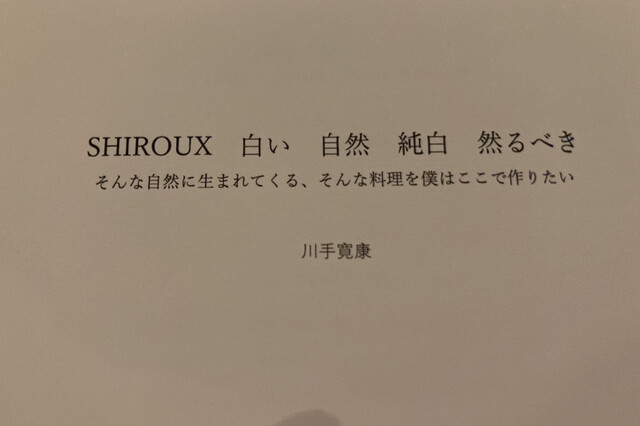 SHIROUX　白い　自然　純白　然るべき
そんな自然に生まれてくる、そんな料理を僕はここで作りたい
川手寛康